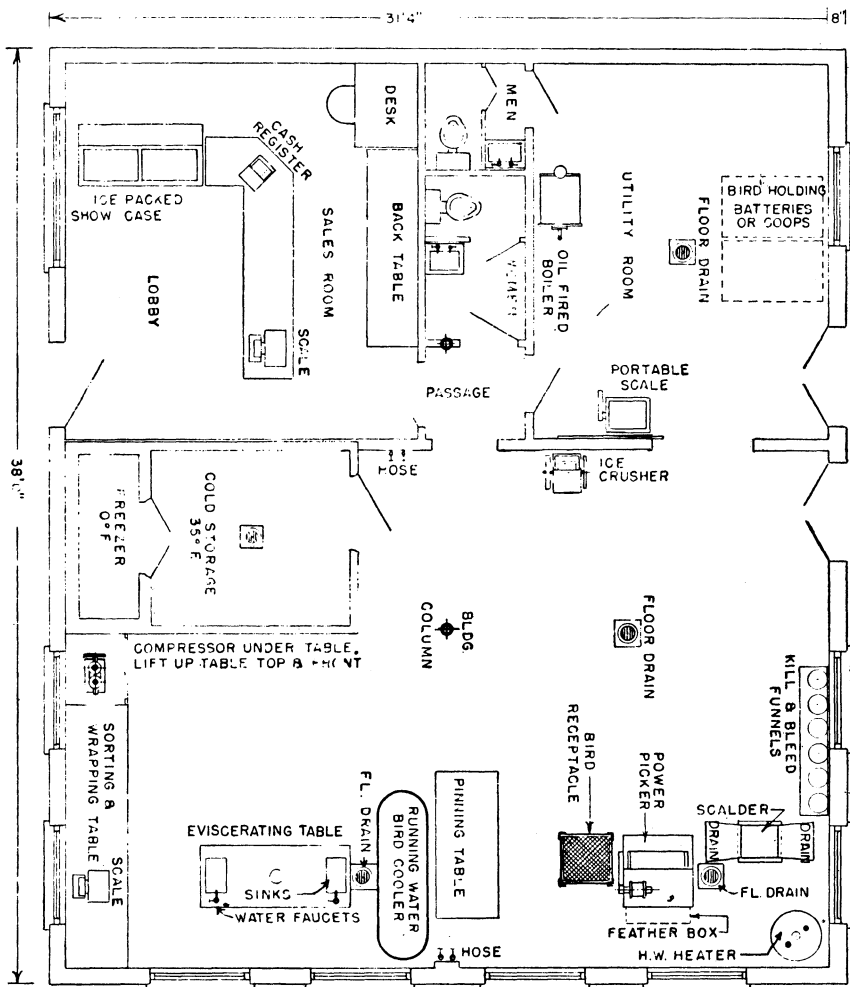 31'4"
8"
38'0"
DESK
MEN
CASH
REGISTER
ICE PACKED
SHOW CASE
SALES ROOM
BACK TABLE
LOBBY
SCALE
OIL FIRED
BOILER
UTILITY ROOM
FLOOR DRAIN
BIRD HOLDING
BATTERIES
OR COOPS
WOMEN
PASSAGE
PORTABLE
SCALE
HOSE
ICE
CRUSHER
FREEZER
0°F
COLD STORAGE
35°F.
BLDG
COLUMN
FLOOR DRAIN
COMPRESSOR UNDER TABLE.
LIFT UP TABLE TOP & FRONT
KILL & BLEED
FUNNELS
SORTING &
WRAPPING TABLE
SCALE
EVISCERATING TABLE
SINKS
WATER FAUCETS
FL. DRAIN
RUNNING WATER
BIRD COOLER
PINNING TABLE
HOSE
BIRD
RECEPTACLE
POWER
PICKER
SCALDER
DRAIN
DRAIN
FL. DRAIN
FEATHER BOX
H.W. HEATER